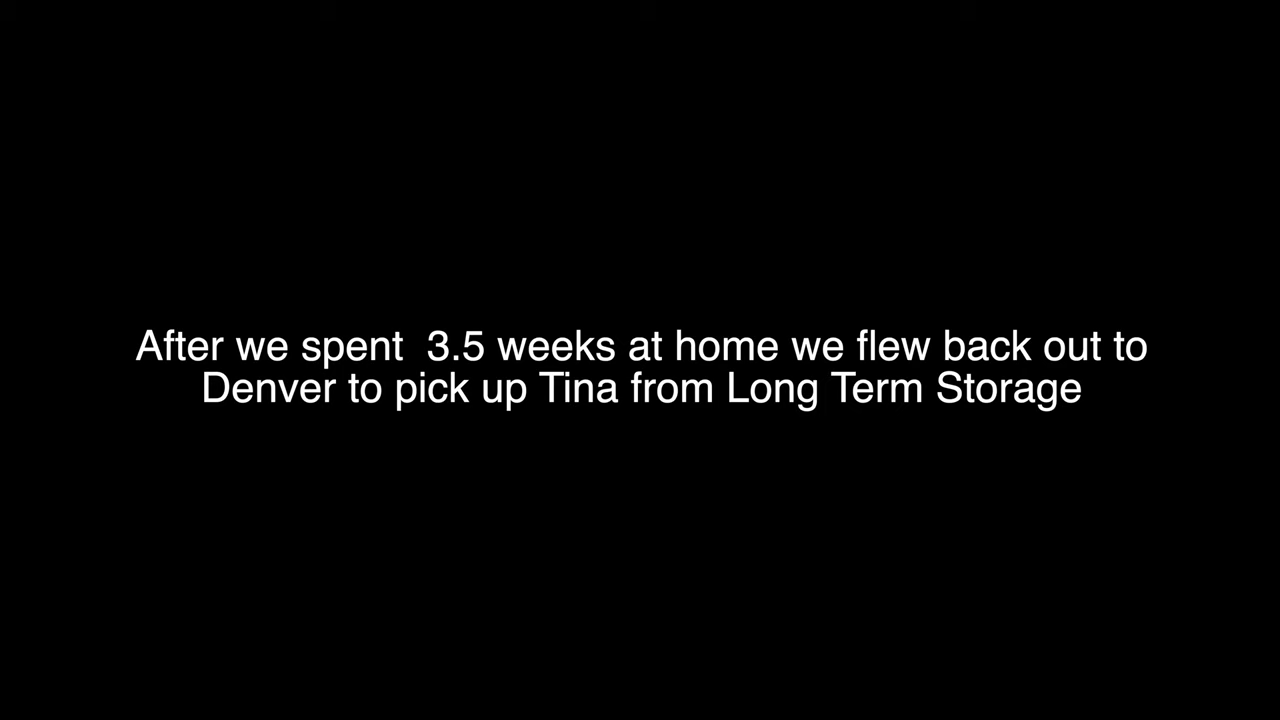 After we spent  3.5 weeks at home we flew back out to
Denver to pick up Tina from Long Term Storage